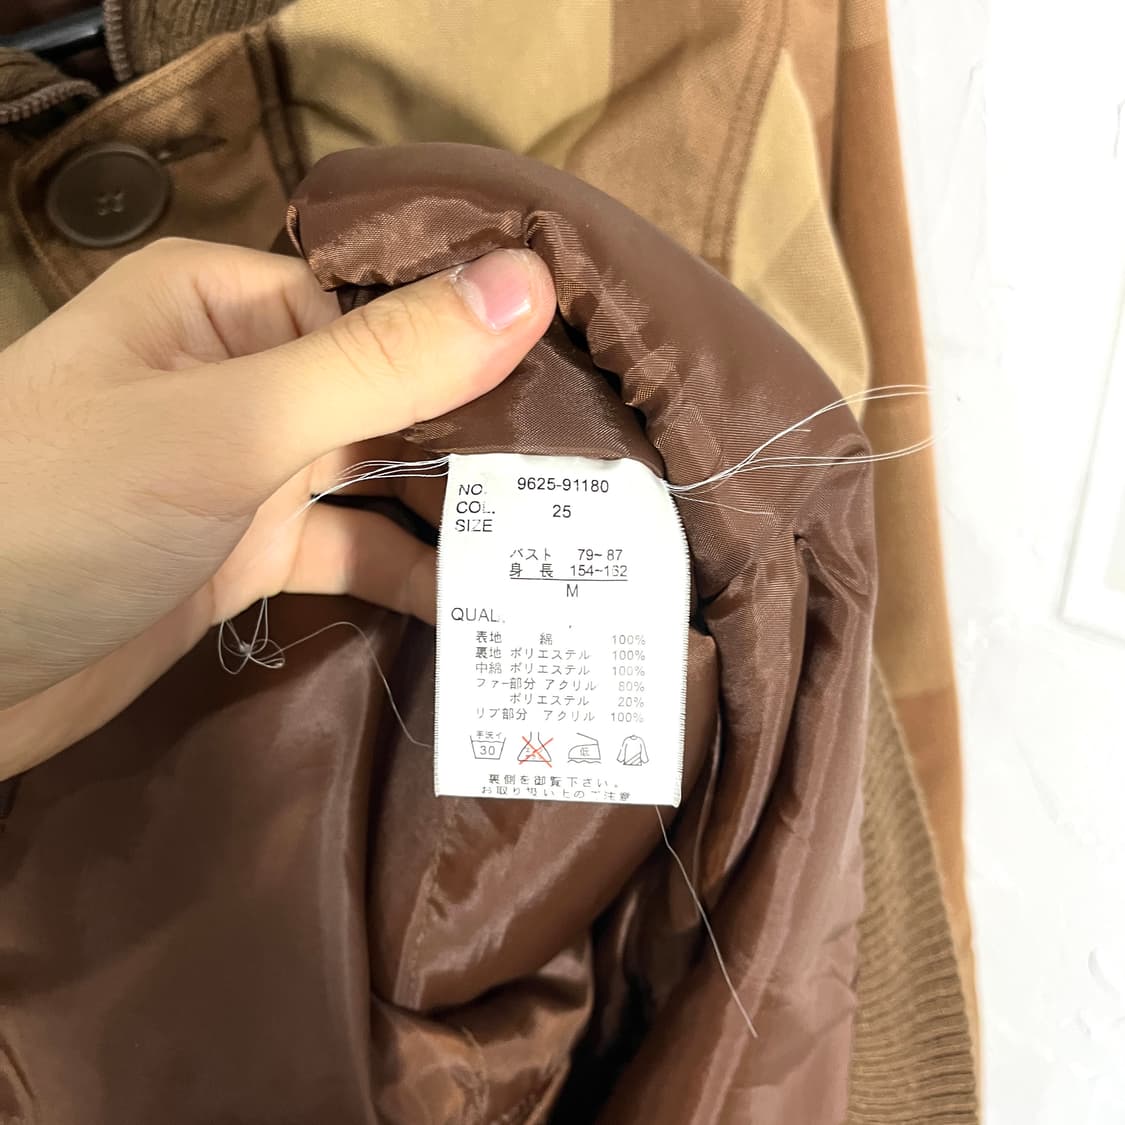 NO. 9625-91180
COL. 25
SIZE
バスト 79~87
身 長 154~162
M
QUAL.
表地 綿 100%
裏地 ポリエステル 100%
中綿 ポリエステル 100%
ファー部分 アクリル 80%
ポリエステル 20%
リブ部分 アクリル 100%
手洗イ
30
低
裏側を御覧下さい。
お取り扱い上のご注意